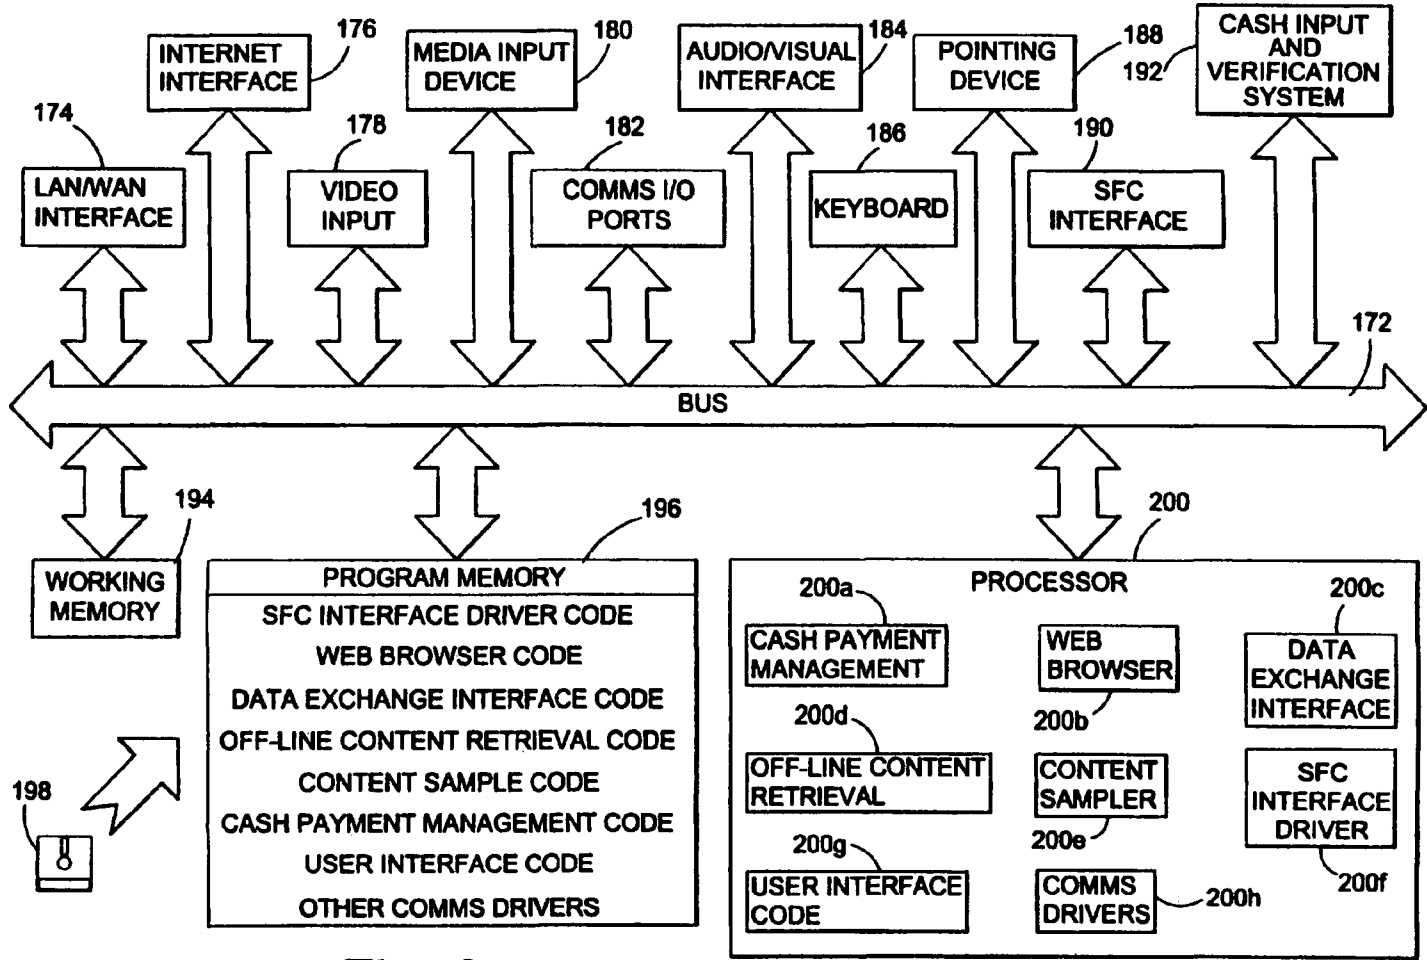 176
INTERNET
INTERFACE
MEDIA INPUT
DEVICE
180
AUDIO/VISUAL
INTERFACE
184
POINTING
DEVICE
188
192
CASH INPUT
AND
VERIFICATION
SYSTEM
174
LAN/WAN
INTERFACE
178
VIDEO
INPUT
182
COMMS I/O
PORTS
186
KEYBOARD
190
SFC
INTERFACE
172
BUS
194
WORKING
MEMORY
196
PROGRAM MEMORY
SFC INTERFACE DRIVER CODE
WEB BROWSER CODE
DATA EXCHANGE INTERFACE CODE
OFF-LINE CONTENT RETRIEVAL CODE
CONTENT SAMPLE CODE
CASH PAYMENT MANAGEMENT CODE
USER INTERFACE CODE
OTHER COMMS DRIVERS
198
200
PROCESSOR
200a
CASH PAYMENT
MANAGEMENT
WEB
BROWSER
200b
200c
DATA
EXCHANGE
INTERFACE
200d
OFF-LINE CONTENT
RETRIEVAL
CONTENT
SAMPLER
200e
SFC
INTERFACE
DRIVER
200f
200g
USER INTERFACE
CODE
COMMS
DRIVERS
200h